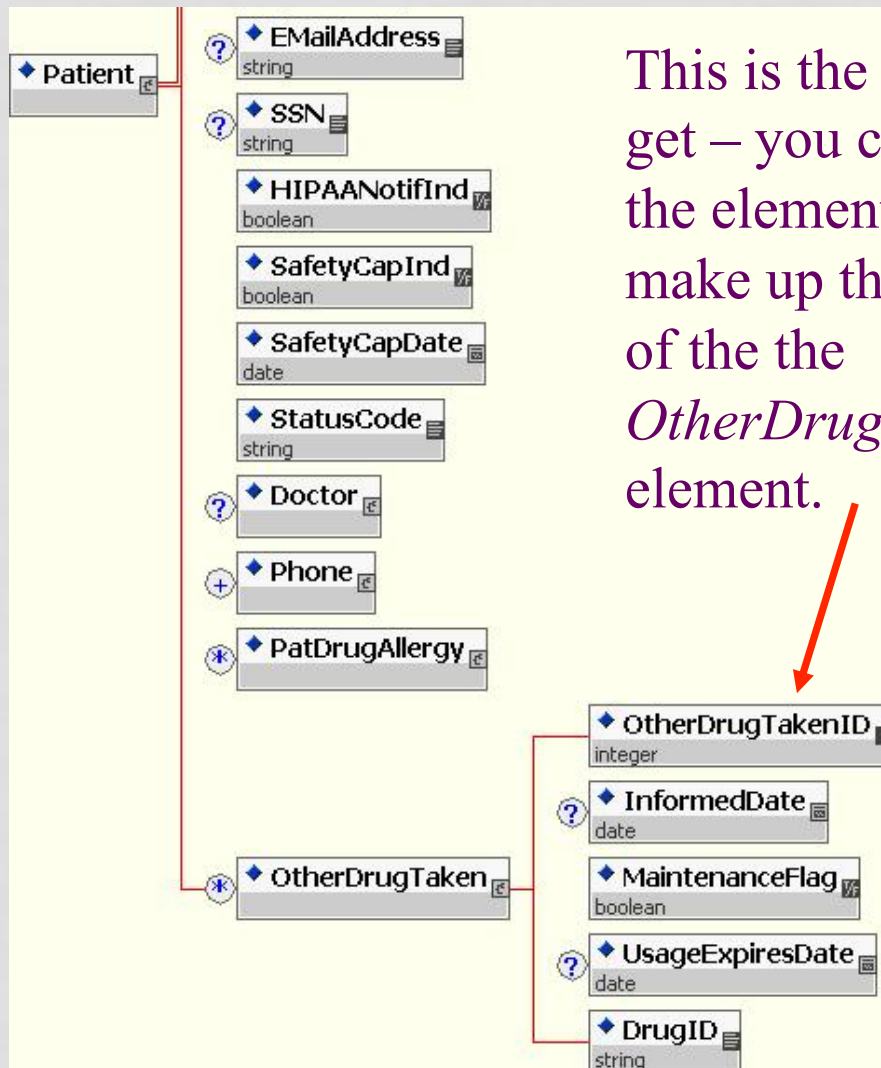 Patient
EMailAddress
string
SSN
string
HIPAANotifInd
boolean
SafetyCapInd
boolean
SafetyCapDate
date
StatusCode
string
Doctor
Phone
PatDrugAllergy
OtherDrugTaken
OtherDrugTakenID
integer
InformedDate
date
MaintenanceFlag
boolean
UsageExpiresDate
date
DrugID
string
This is the
get – you c
the elemen
make up th
of the the
OtherDrug
element.